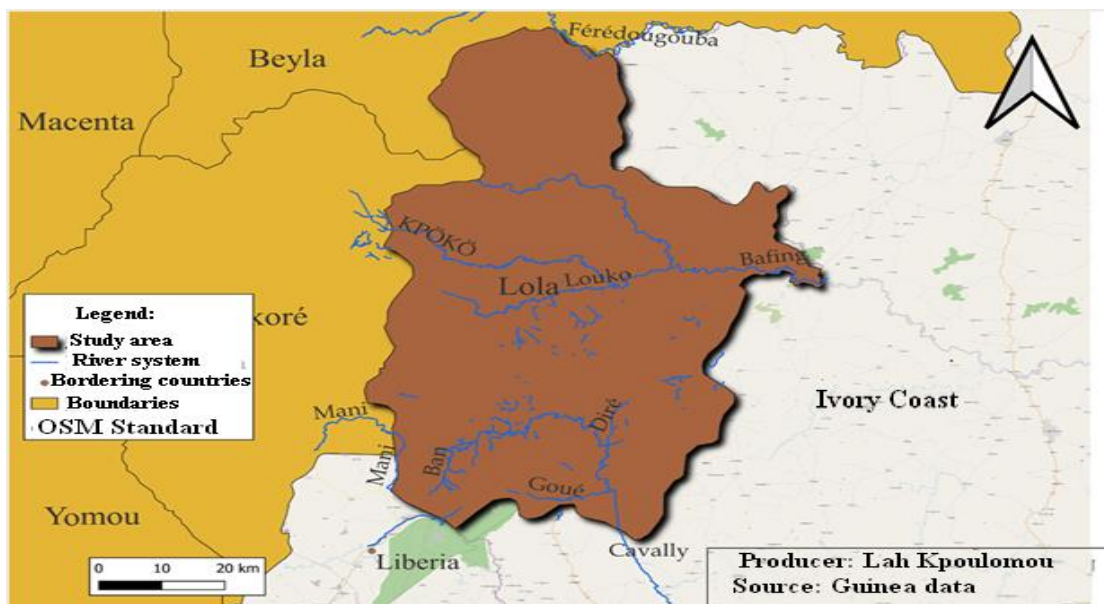 Férédougouba
Beyla
Macenta
KPÖKÖ
Bafing
Lola Louko
Legend:
Study area
River system
Bordering countries
Boundaries
OSM Standard
koré
Ivory Coast
Mani
Mani
Ban
Diré
Goué
Yomou
Cavally
Liberia
0 10 20 km
Producer: Lah Kpoulomou
Source: Guinea data